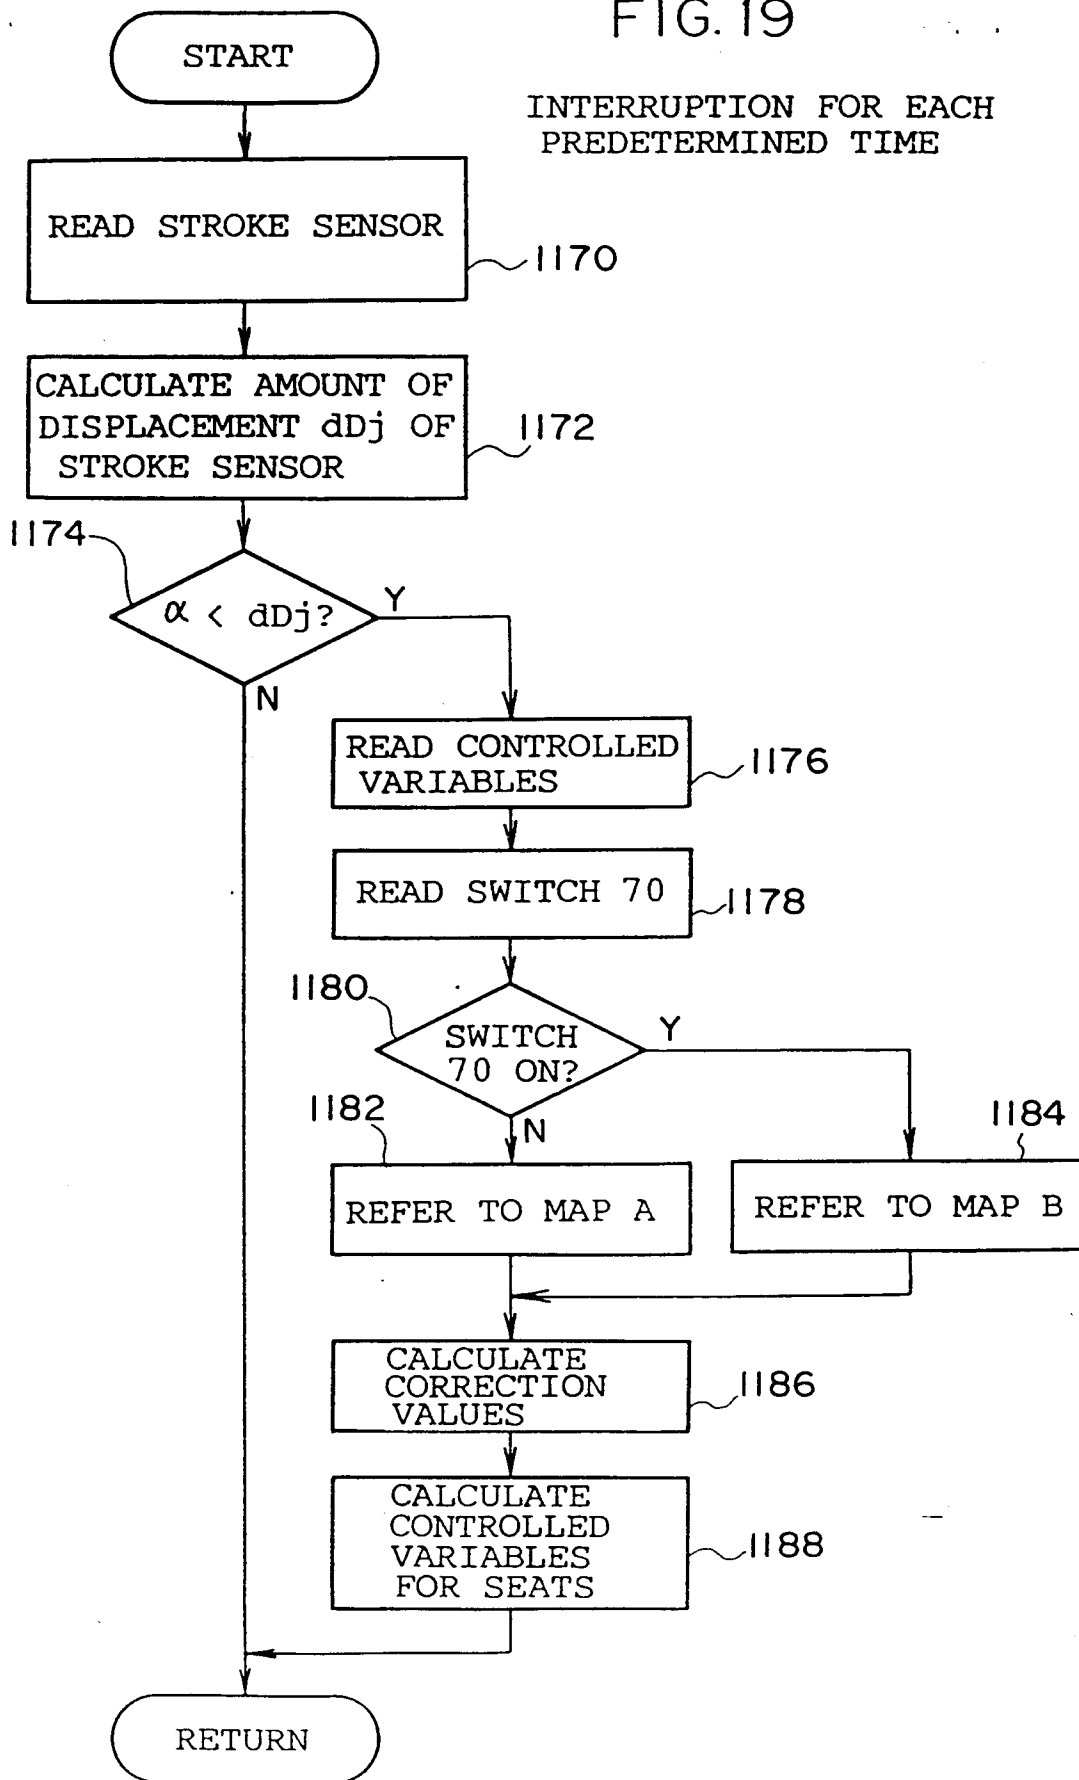 FIG. 19
START
INTERRUPTION FOR EACH
PREDETERMINED TIME
READ STROKE SENSOR
1170
CALCULATE AMOUNT OF
DISPLACEMENT dDj OF
STROKE SENSOR
1172
1174
α < dDj?
Y
N
READ CONTROLLED
VARIABLES
1176
READ SWITCH 70
1178
1180
SWITCH
70 ON?
Y
N
1182
1184
REFER TO MAP A
REFER TO MAP B
CALCULATE
CORRECTION
VALUES
1186
CALCULATE
CONTROLLED
VARIABLES
FOR SEATS
1188
RETURN